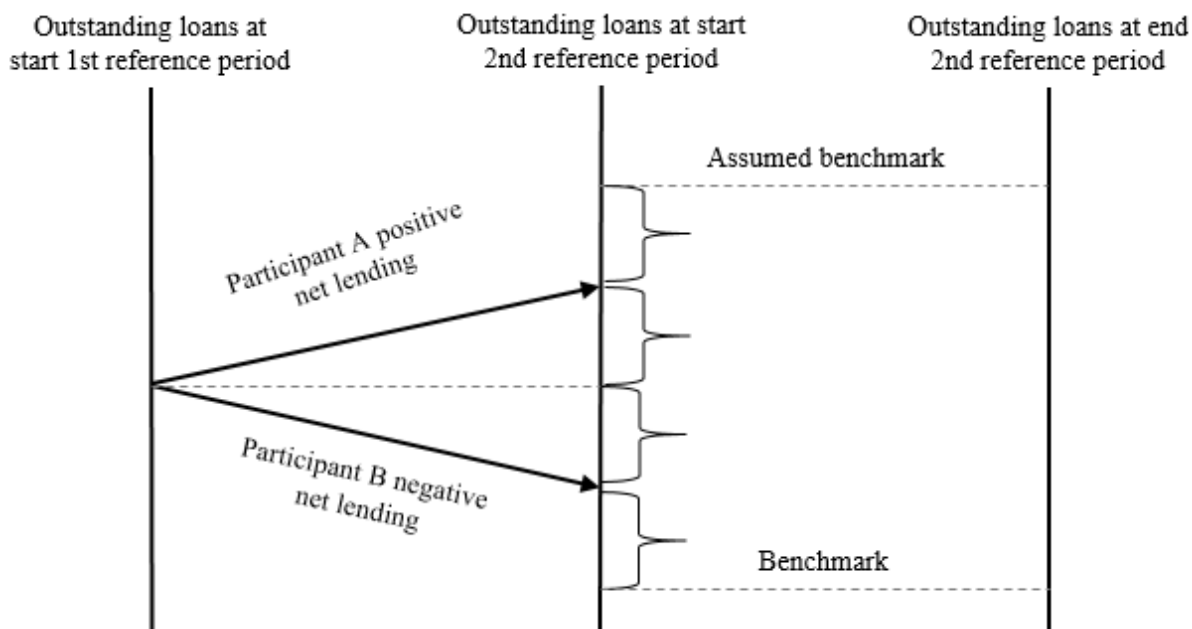 Outstanding loans at
start 1st reference period
Outstanding loans at start
2nd reference period
Outstanding loans at end
2nd reference period
Assumed benchmark
Participant A positive
net lending
Participant B negative
net lending
Benchmark